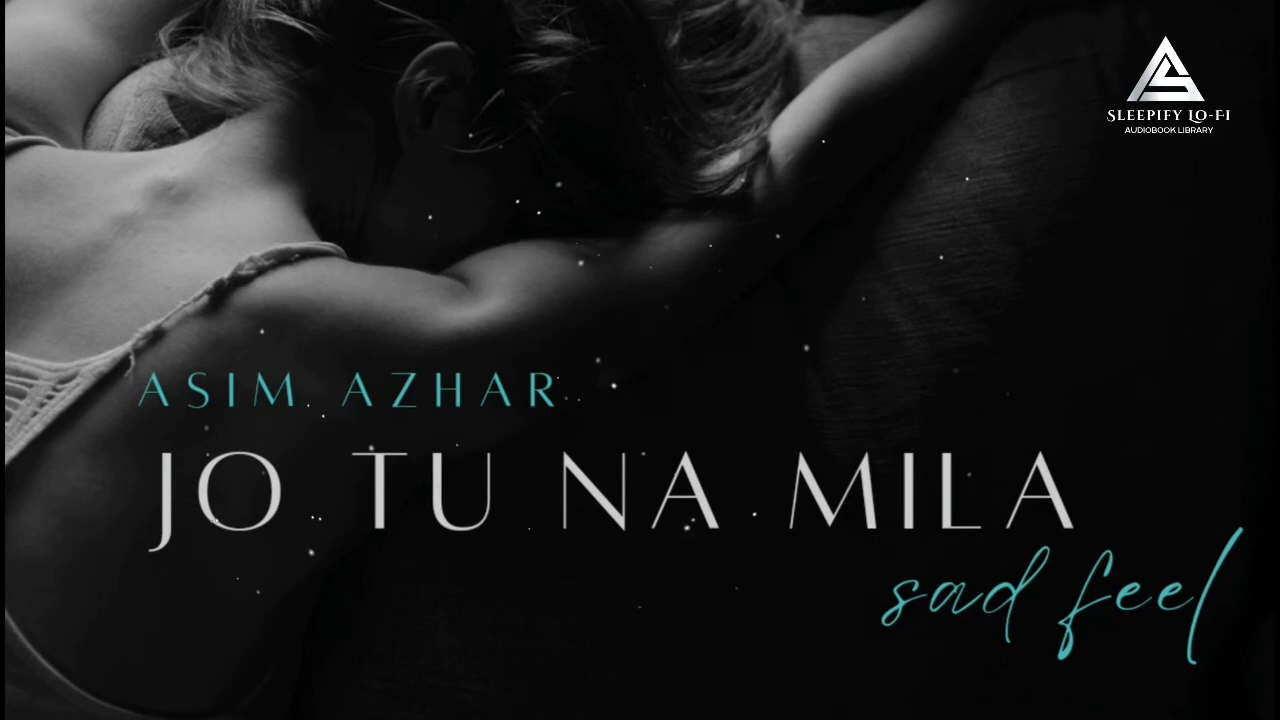 SLEEPIFY LO-FI
AUDIOBOOK LIBRARY
ASIM AZHAR
JO TU NA MILA
sad feel